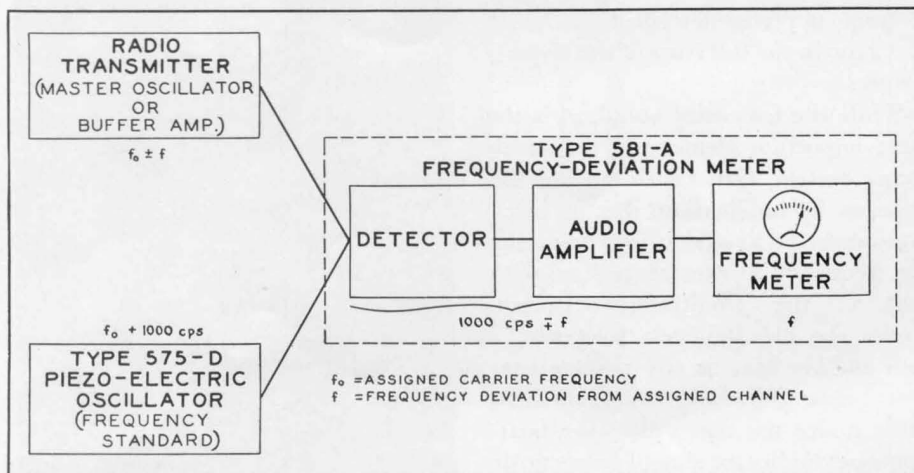 RADIO
TRANSMITTER
(MASTER OSCILLATOR
OR
BUFFER AMP.)
f₀ ± f
TYPE 581-A
FREQUENCY-DEVIATION METER
DETECTOR
AUDIO
AMPLIFIER
FREQUENCY
METER
1000 cps ∓ f
f
f₀ + 1000 cps
TYPE 575-D
PIEZO-ELECTRIC
OSCILLATOR
(FREQUENCY
STANDARD)
f₀ =ASSIGNED CARRIER FREQUENCY
f =FREQUENCY DEVIATION FROM ASSIGNED CHANNEL